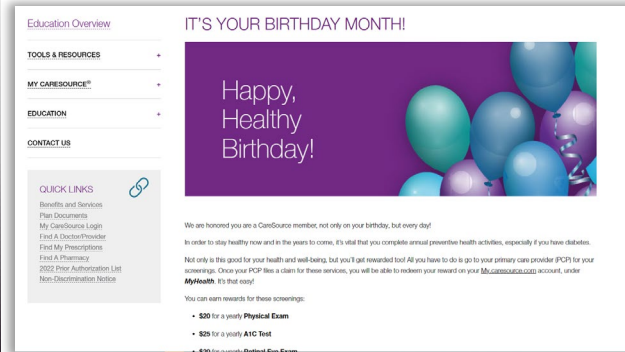 Education Overview
TOOLS & RESOURCES +
MY CARESOURCE® +
EDUCATION +
CONTACT US
QUICK LINKS
Benefits and Services
Plan Documents
My CareSource Login
Find A Doctor/Provider
Find My Prescriptions
Find A Pharmacy
2022 Prior Authorization List
Non-Discrimination Notice
IT'S YOUR BIRTHDAY MONTH!
Happy,
Healthy
Birthday!
We are honored you are a CareSource member, not only on your birthday, but every day!
In order to stay healthy now and in the years to come, it's vital that you complete annual preventive health activities, especially if you have diabetes.
Not only is this good for your health and well-being, but you'll get rewarded too! All you have to do is go to your primary care provider (PCP) for your
screenings. Once your PCP files a claim for these services, you will be able to redeem your reward on your My.caresource.com account, under
MyHealth. It's that easy!
You can earn rewards for these screenings:
• $20 for a yearly Physical Exam
• $25 for a yearly A1C Test
• $20 for a yearly Retinal Eye Exam